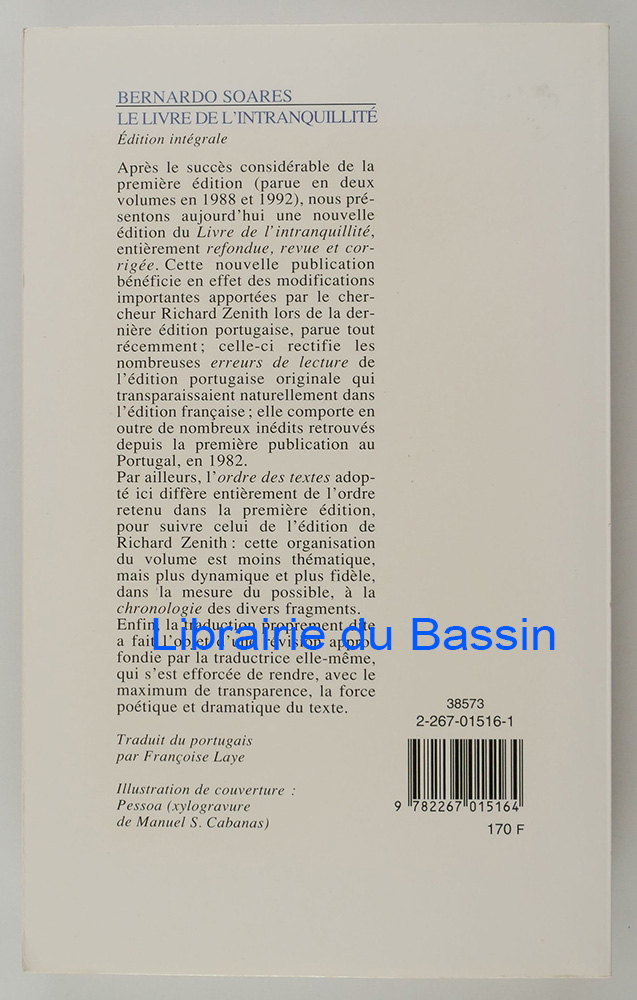 BERNARDO SOARES
LE LIVRE DE L'INTRANQUILLITÉ
Édition intégrale
Après le succès considérable de la
première édition (parue en deux
volumes en 1988 et 1992), nous pré-
sentons aujourd'hui une nouvelle
édition du Livre de l'intranquillité,
entièrement refondue, revue et cor-
rigée. Cette nouvelle publication
bénéficie en effet des modifications
importantes apportées par le cher-
cheur Richard Zenith lors de la der-
nière édition portugaise, parue tout
récemment ; celle-ci rectifie les
nombreuses erreurs de lecture de
l'édition portugaise originale qui
transparaissaient naturellement dans
l'édition française ; elle comporte en
outre de nombreux inédits retrouvés
depuis la première publication au
Portugal, en 1982.
Par ailleurs, l'ordre des textes adop-
té ici diffère entièrement de l'ordre
retenu dans la première édition,
pour suivre celui de l'édition de
Richard Zenith : cette organisation
du volume est moins thématique,
mais plus dynamique et plus fidèle,
dans la mesure du possible, à la
chronologie des divers fragments.
Enfin, la traduction proprement dite
a fait l'objet d'une révision appro-
fondie par la traductrice elle-même,
qui s'est efforcée de rendre, avec le
maximum de transparence, la force
poétique et dramatique du texte.
Librairie du Bassin
Traduit du portugais
par Françoise Laye
Illustration de couverture :
Pessoa (xylogravure
de Manuel S. Cabanas)
38573
2-267-01516-1
9 782267 015164
170 F